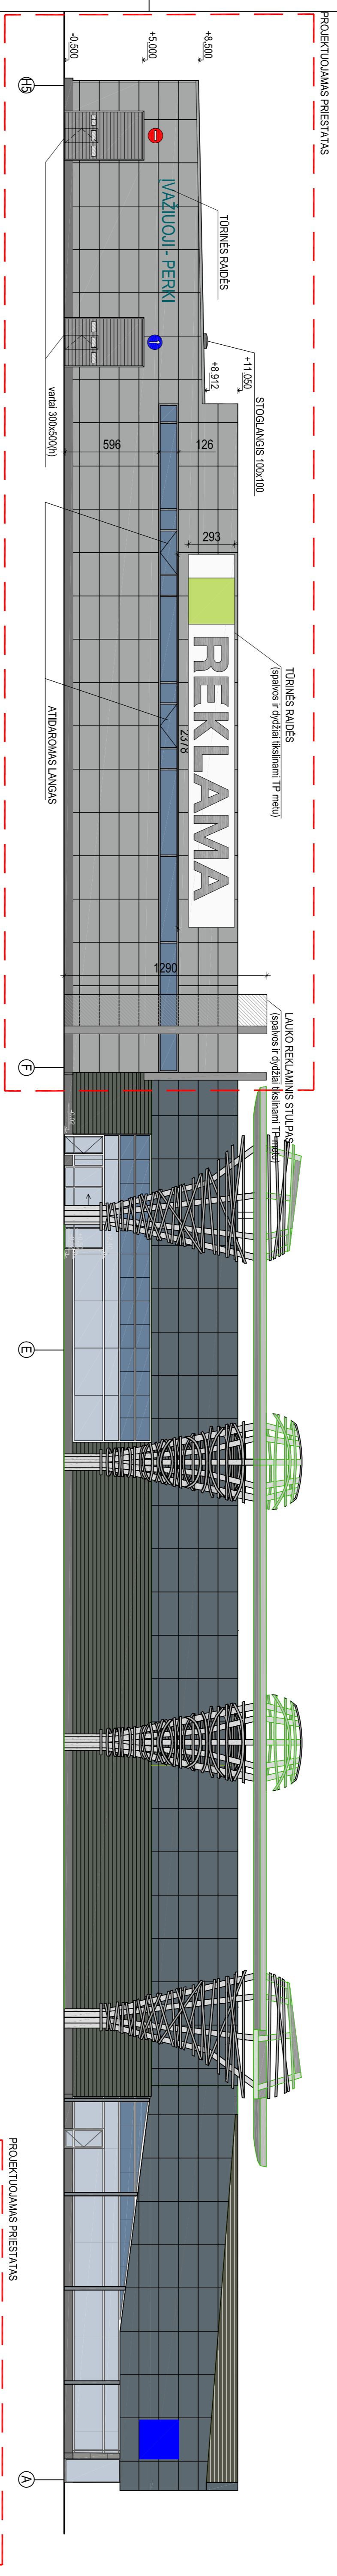 PROJEKTUOJAMAS PRIESTATAS
+8,500
+5,000
-0,500
H5
TŪRINĖS RAIDĖS
ĮVAŽIUOJI - PERKI
1
vartai 300x500(h)
STOGLANGIS 100x100
+11.050
+8.912
126
596
293
TŪRINĖS RAIDĖS
(spalvos ir dydžiai tikslinami TP metu)
REKLAMA
2378
ATIDAROMAS LANGAS
1290
LAUKO REKLAMINIS STULPAS
(spalvos ir dydžiai tikslinami TP metu)
F
E
A
PROJEKTUOJAMAS PRIESTATAS